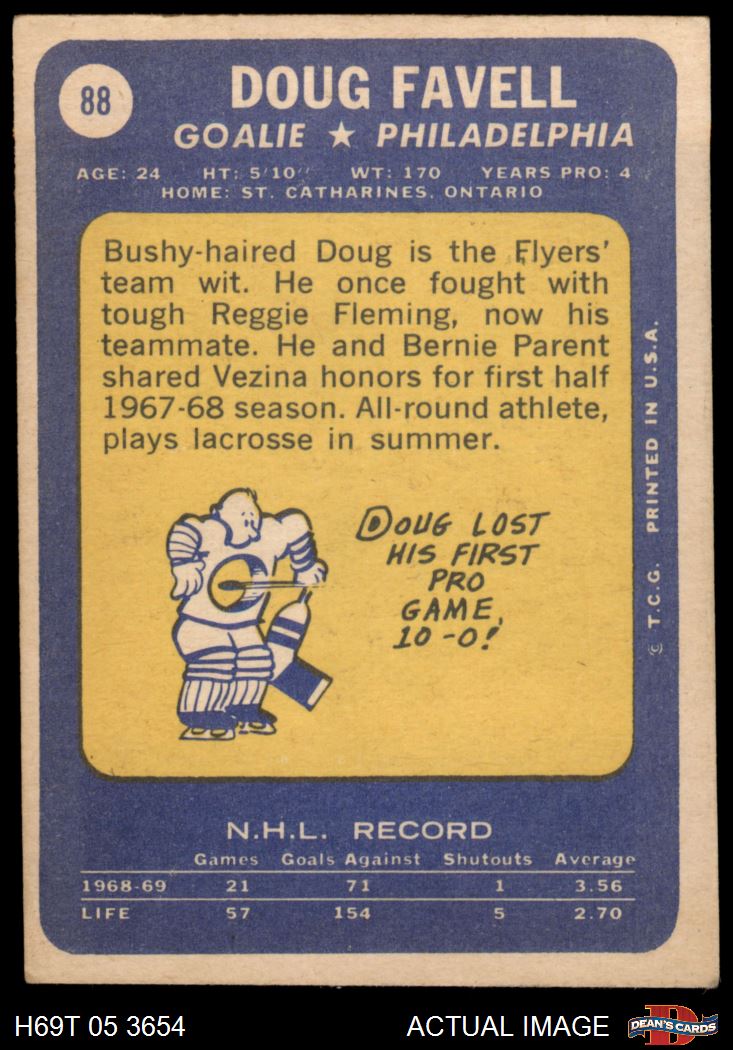 88
DOUG FAVELL
GOALIE ★ PHILADELPHIA
AGE: 24 HT: 5'10'' WT: 170 YEARS PRO: 4
HOME: ST. CATHARINES, ONTARIO
Bushy-haired Doug is the Flyers'
team wit. He once fought with
tough Reggie Fleming, now his
teammate. He and Bernie Parent
shared Vezina honors for first half
1967-68 season. All-round athlete,
plays lacrosse in summer.
DOUG LOST
HIS FIRST
PRO
GAME,
10-0!
© T.C.G. PRINTED IN U.S.A.
N.H.L. RECORD
Games Goals Against Shutouts Average
1968-69 21 71 1 3.56
LIFE 57 154 5 2.70
H69T 05 3654
ACTUAL IMAGE
DEAN'S CARDS